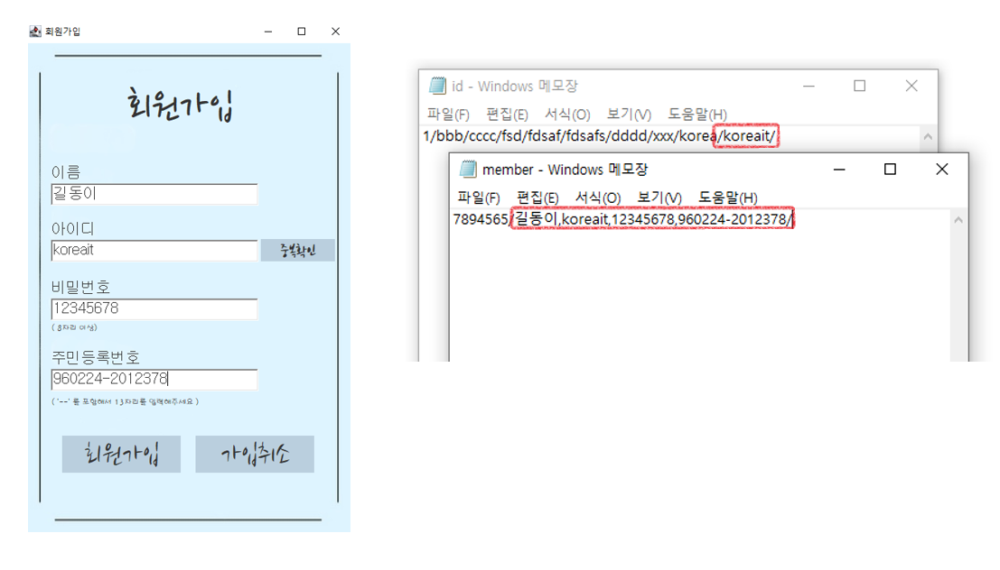 회원가입
회원가입
이름
길동이
아이디
koreait
중복확인
비밀번호
12345678
( 8자리 이상)
주민등록번호
960224-2012378
( '--' 를 포함해서 13자리를 입력해주세요 )
회원가입
가입취소
id - Windows 메모장
파일(F) 편집(E) 서식(O) 보기(V) 도움말(H)
1/bbb/cccc/fsd/fdsaf/fdsafs/dddd/xxx/korea/koreait/
member - Windows 메모장
파일(F) 편집(E) 서식(O) 보기(V) 도움말(H)
7894565/길동이,koreait,12345678,960224-2012378/